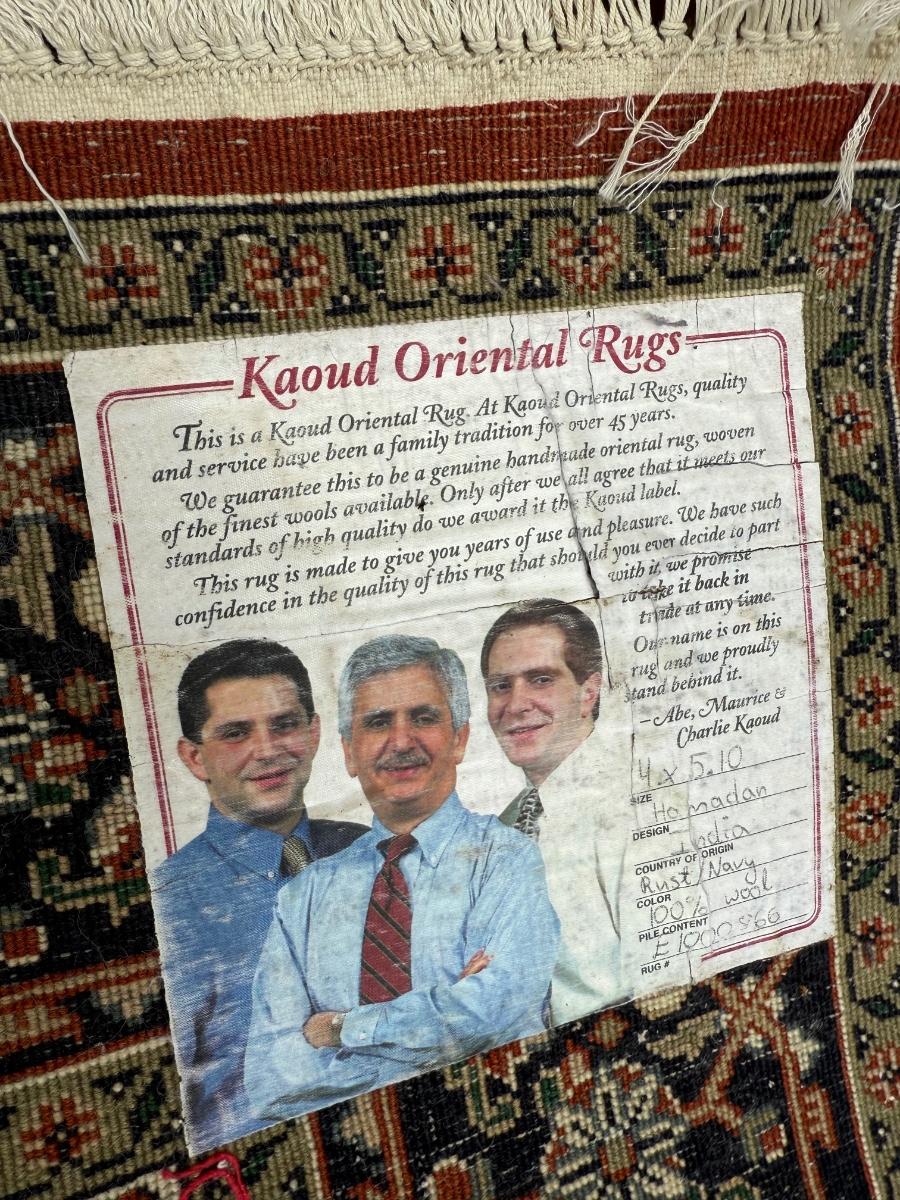 Kaoud Oriental Rugs
This is a Kaoud Oriental Rug. At Kaoud Oriental Rugs, quality
and service have been a family tradition for over 45 years.
We guarantee this to be a genuine handmade oriental rug, woven
of the finest wools available. Only after we all agree that it meets our
standards of high quality do we award it the Kaoud label.
This rug is made to give you years of use and pleasure. We have such
confidence in the quality of this rug that should you ever decide to part
with it, we promise
to take it back in
trade at any time.
Our name is on this
rug and we proudly
stand behind it.
–Abe, Maurice &
Charlie Kaoud
4 x 5.10
SIZE
Hamadan
DESIGN
India
COUNTRY OF ORIGIN
Rust/Navy
COLOR
100% wool
PILE CONTENT
E1000866
RUG #